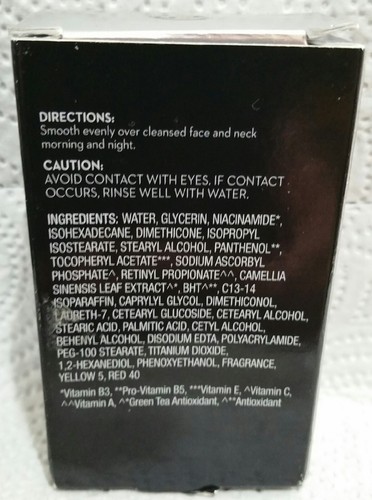 DIRECTIONS:
Smooth evenly over cleansed face and neck
morning and night.
CAUTION:
AVOID CONTACT WITH EYES. IF CONTACT
OCCURS, RINSE WELL WITH WATER.
INGREDIENTS: WATER, GLYCERIN, NIACINAMIDE*,
ISOHEXADECANE, DIMETHICONE, ISOPROPYL
ISOSTEARATE, STEARYL ALCOHOL, PANTHENOL**,
TOCOPHERYL ACETATE***, SODIUM ASCORBYL
PHOSPHATE^, RETINYL PROPIONATE^^, CAMELLIA
SINENSIS LEAF EXTRACT^*, BHT^**, C13-14
ISOPARAFFIN, CAPRYLYL GLYCOL, DIMETHICONOL,
LAURETH-7, CETEARYL GLUCOSIDE, CETEARYL ALCOHOL,
STEARIC ACID, PALMITIC ACID, CETYL ALCOHOL,
BEHENYL ALCOHOL, DISODIUM EDTA, POLYACRYLAMIDE,
PEG-100 STEARATE, TITANIUM DIOXIDE,
1,2-HEXANEDIOL, PHENOXYETHANOL, FRAGRANCE,
YELLOW 5, RED 40
*Vitamin B3, **Pro-Vitamin B5, ***Vitamin E, ^Vitamin C,
^^Vitamin A, ^*Green Tea Antioxidant, ^**Antioxidant